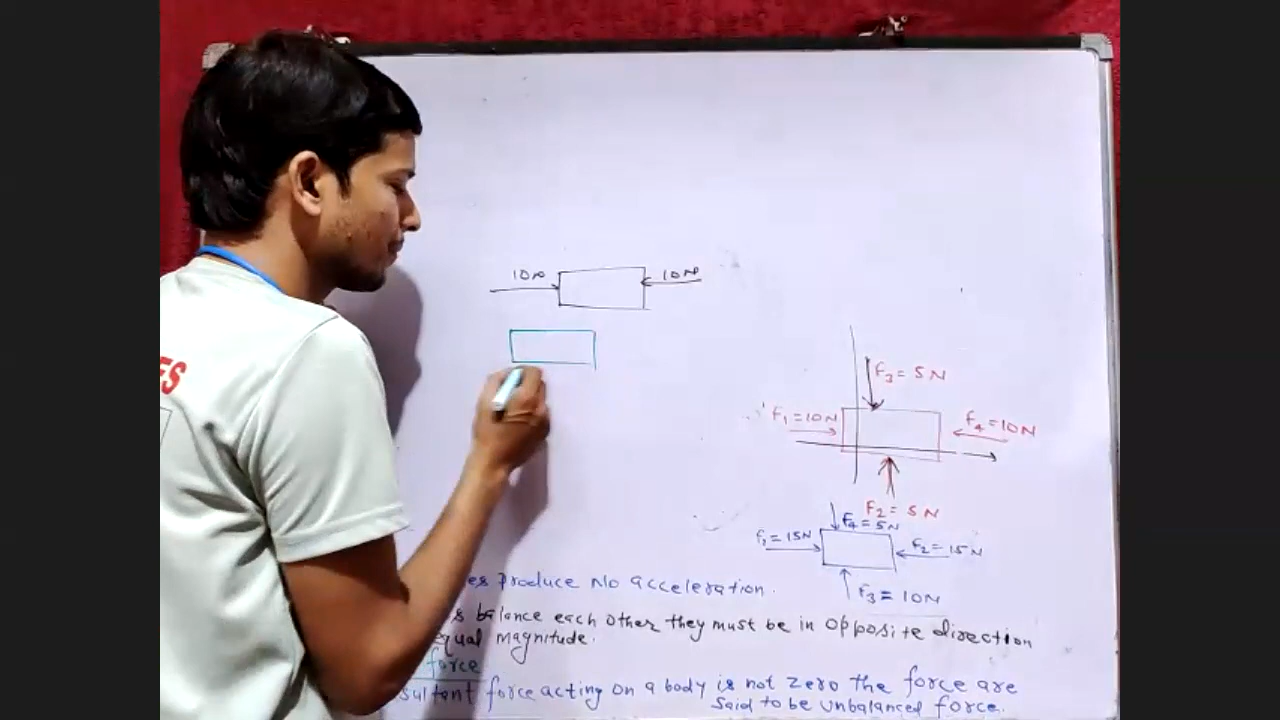 10N
10N
F3 = 5N
F1 = 10N
F4 = 10N
F2 = 5N
F4 = 5N
F1 = 15N
F2 = 15N
F3 = 10N
es produce No acceleration.
s balance each other they must be in opposite direction
equal magnitude.
force
sultant force acting on a body is not zero the force are
said to be unbalanced force.
ES